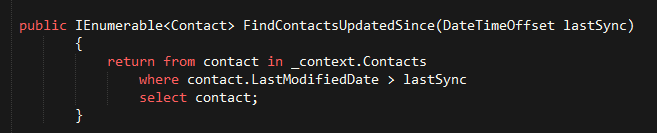 public IEnumerable<Contact> FindContactsUpdatedSince(DateTimeOffset lastSync)
{
return from contact in _context.Contacts
where contact.LastModifiedDate > lastSync
select contact;
}